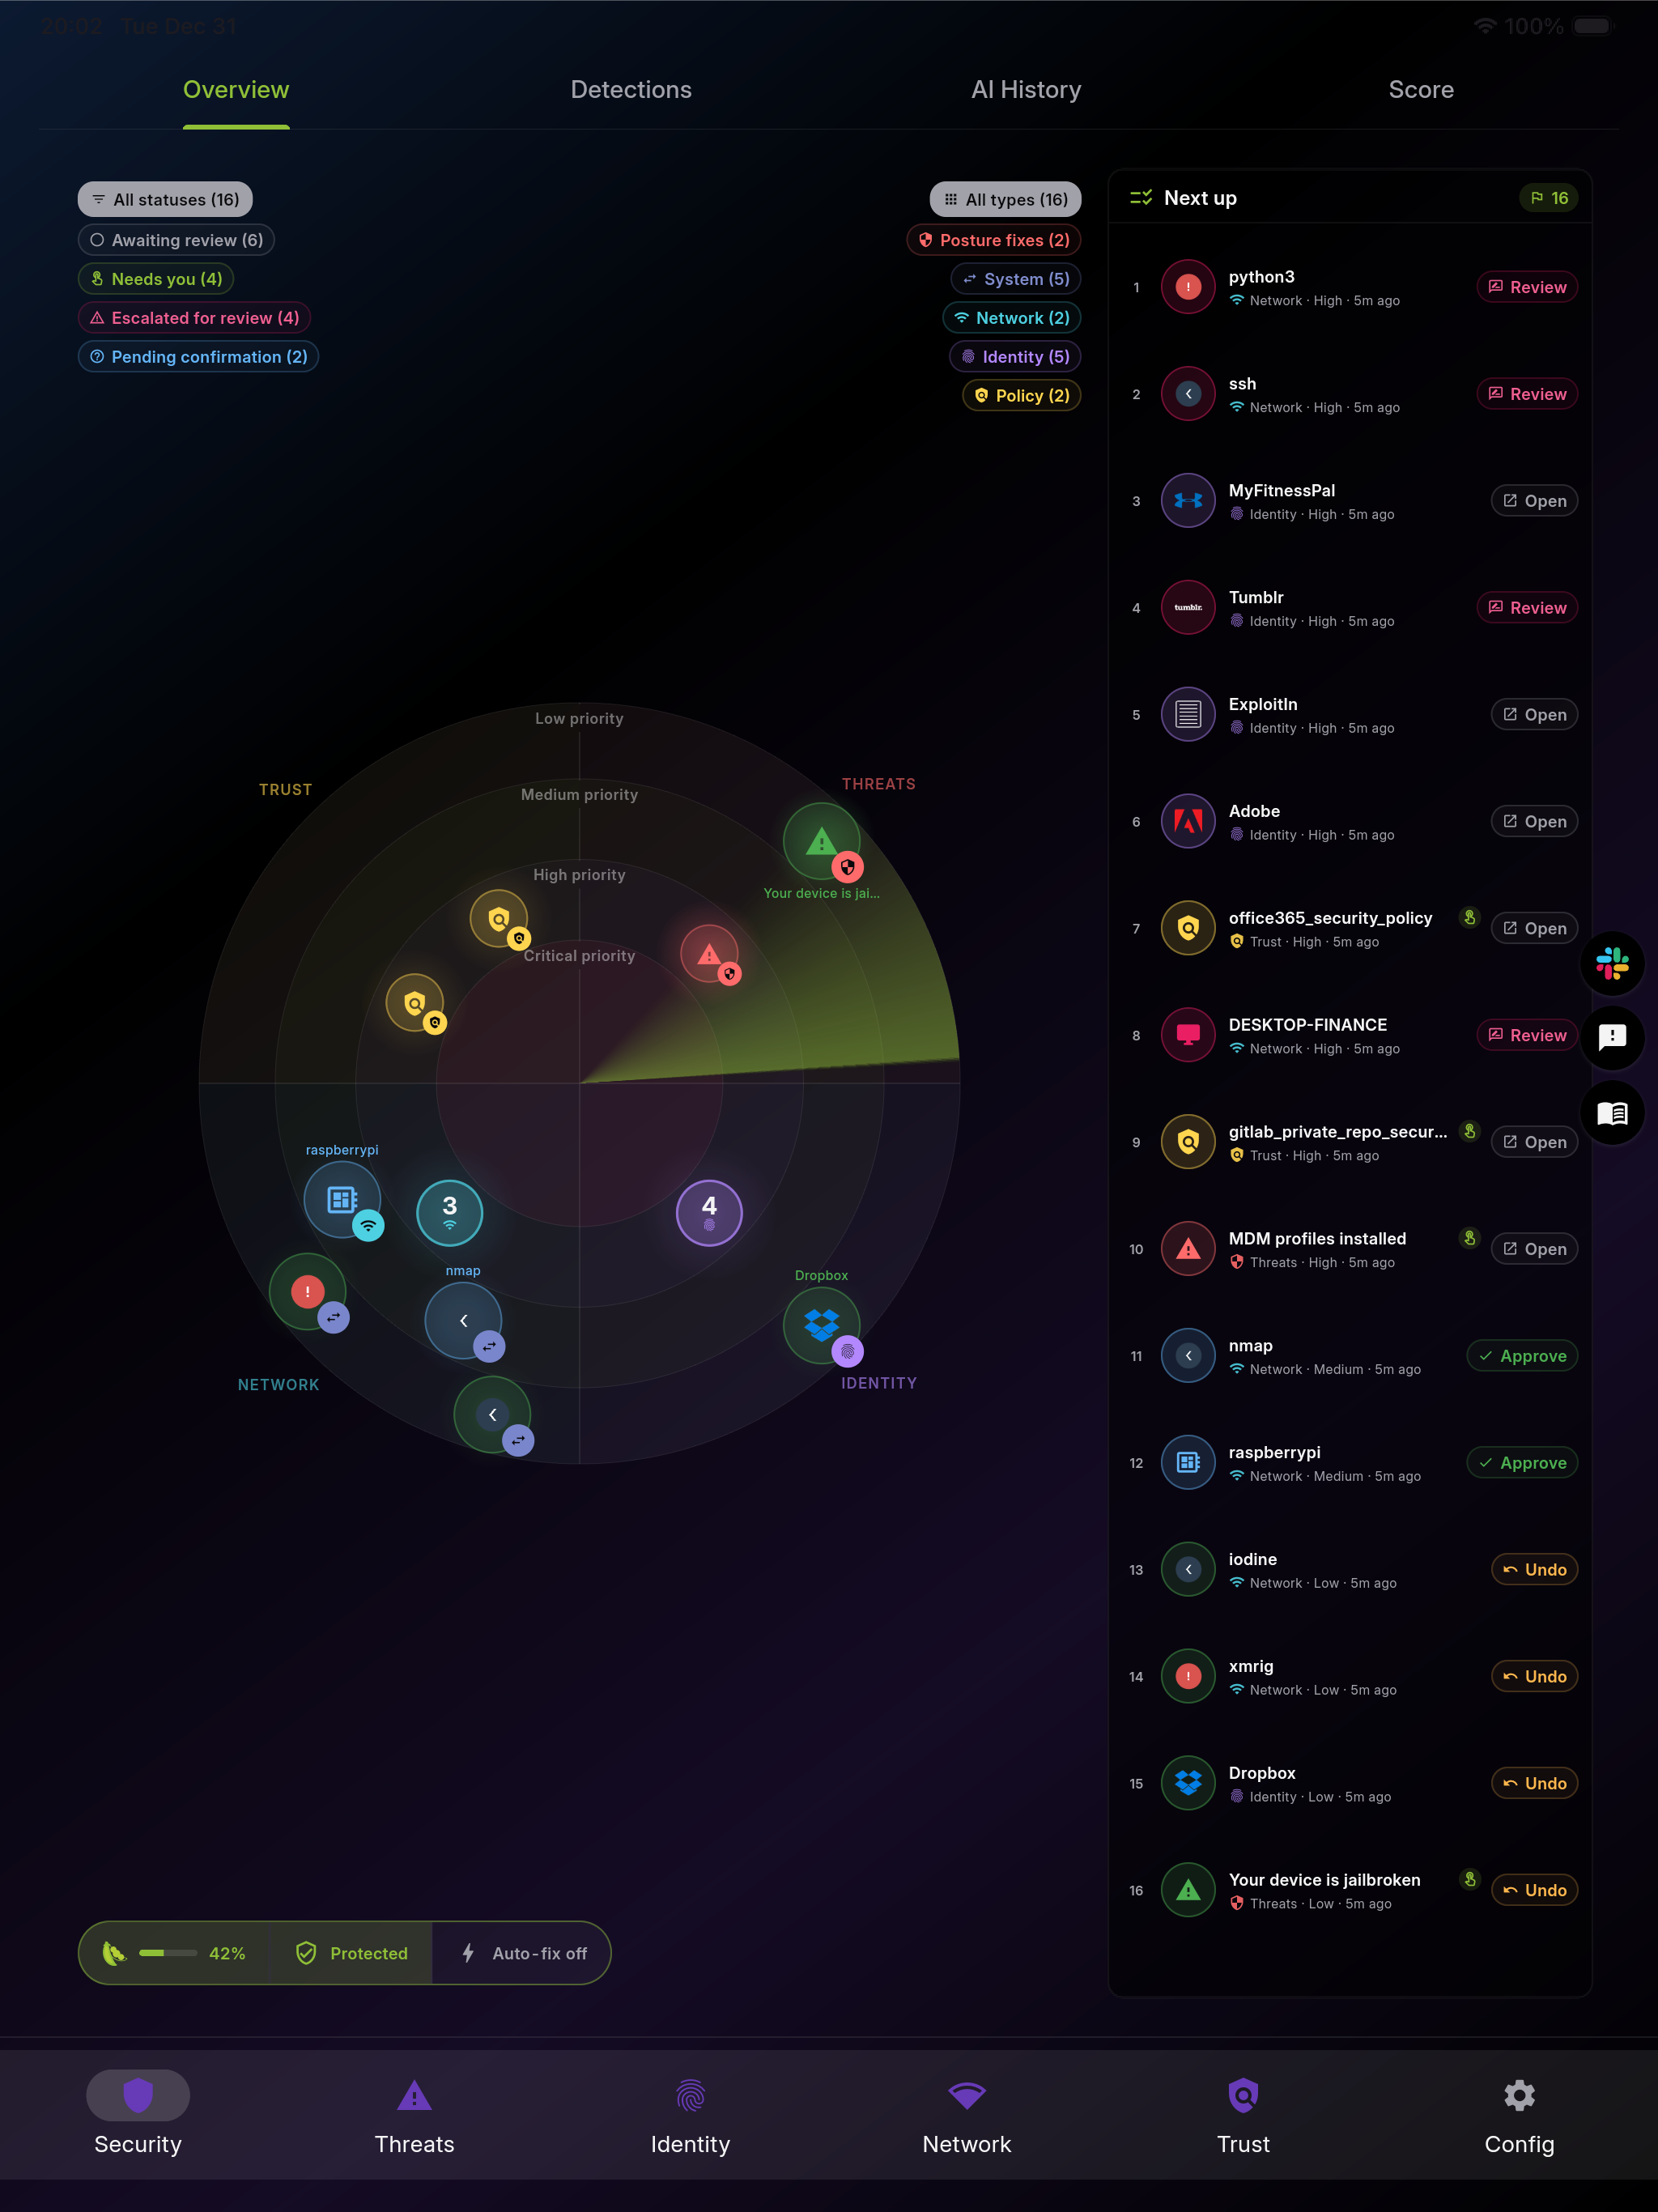 20:02 Tue Dec 31
100%
Overview
Detections
AI History
Score
All statuses (16)
Awaiting review (6)
Needs you (4)
Escalated for review (4)
Pending confirmation (2)
All types (16)
Posture fixes (2)
System (5)
Network (2)
Identity (5)
Policy (2)
Low priority
Medium priority
High priority
Critical priority
TRUST
THREATS
Your device is jai...
raspberrypi
3
4
nmap
Dropbox
NETWORK
IDENTITY
42%
Protected
Auto-fix off
Next up
16
1
python3
Network · High · 5m ago
Review
2
ssh
Network · High · 5m ago
Review
3
MyFitnessPal
Identity · High · 5m ago
Open
4
tumblr.
Tumblr
Identity · High · 5m ago
Review
5
ExploitIn
Identity · High · 5m ago
Open
6
Adobe
Identity · High · 5m ago
Open
7
office365_security_policy
Trust · High · 5m ago
Open
8
DESKTOP-FINANCE
Network · High · 5m ago
Review
9
gitlab_private_repo_secur...
Trust · High · 5m ago
Open
10
MDM profiles installed
Threats · High · 5m ago
Open
11
nmap
Network · Medium · 5m ago
Approve
12
raspberrypi
Network · Medium · 5m ago
Approve
13
iodine
Network · Low · 5m ago
Undo
14
xmrig
Network · Low · 5m ago
Undo
15
Dropbox
Identity · Low · 5m ago
Undo
16
Your device is jailbroken
Threats · Low · 5m ago
Undo
Security
Threats
Identity
Network
Trust
Config